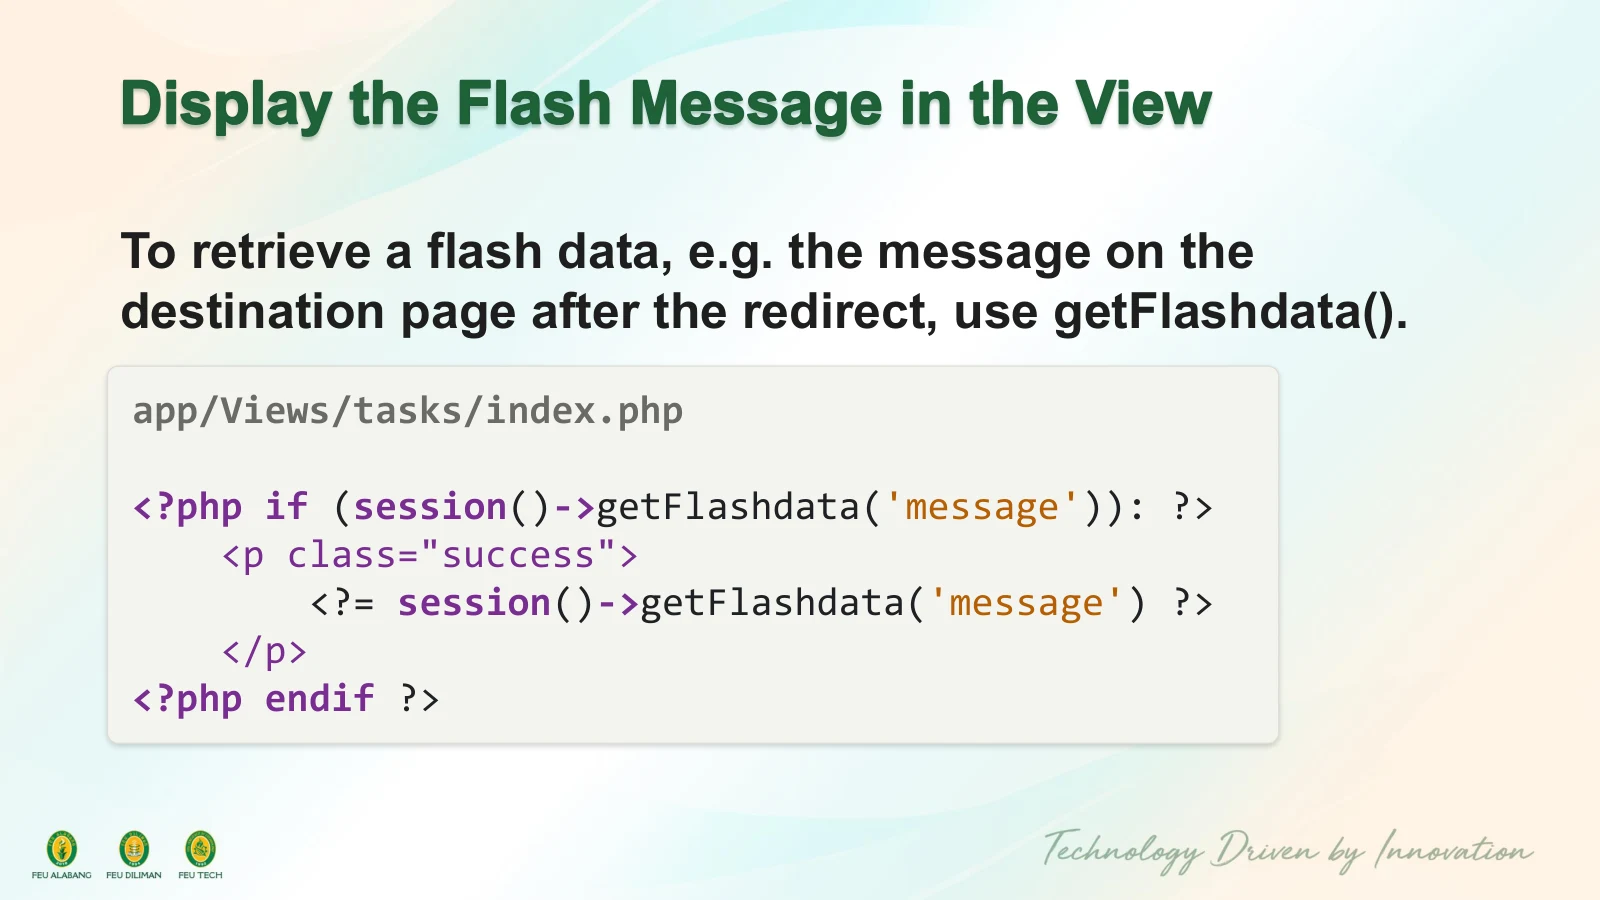 Display the Flash Message in the View
To retrieve a flash data, e.g. the message on the
destination page after the redirect, use getFlashdata().
app/Views/tasks/index.php
<?php if (session()->getFlashdata('message')): ?>
    <p class="success">
        <?= session()->getFlashdata('message') ?>
    </p>
<?php endif ?>
FEU ALABANG FEU DILIMAN FEU TECH
Technology Driven by Innovation